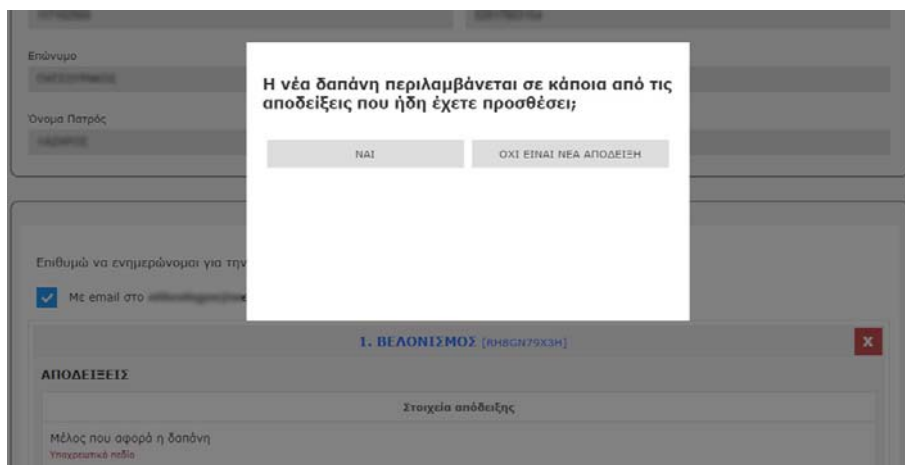 Επώνυμο
Όνομα Πατρός
Η νέα δαπάνη περιλαμβάνεται σε κάποια από τις
αποδείξεις που ήδη έχετε προσθέσει;
ΝΑΙ
ΟΧΙ ΕΙΝΑΙ ΝΕΑ ΑΠΟΔΕΙΞΗ
Επιθυμώ να ενημερώνομαι για την
Με email στο
1. ΒΕΛΟΝΙΣΜΟΣ [RH8GN79X3H]
X
ΑΠΟΔΕΙΞΕΙΣ
Στοιχεία απόδειξης
Μέλος που αφορά η δαπάνη
Υποχρεωτικό πεδίο